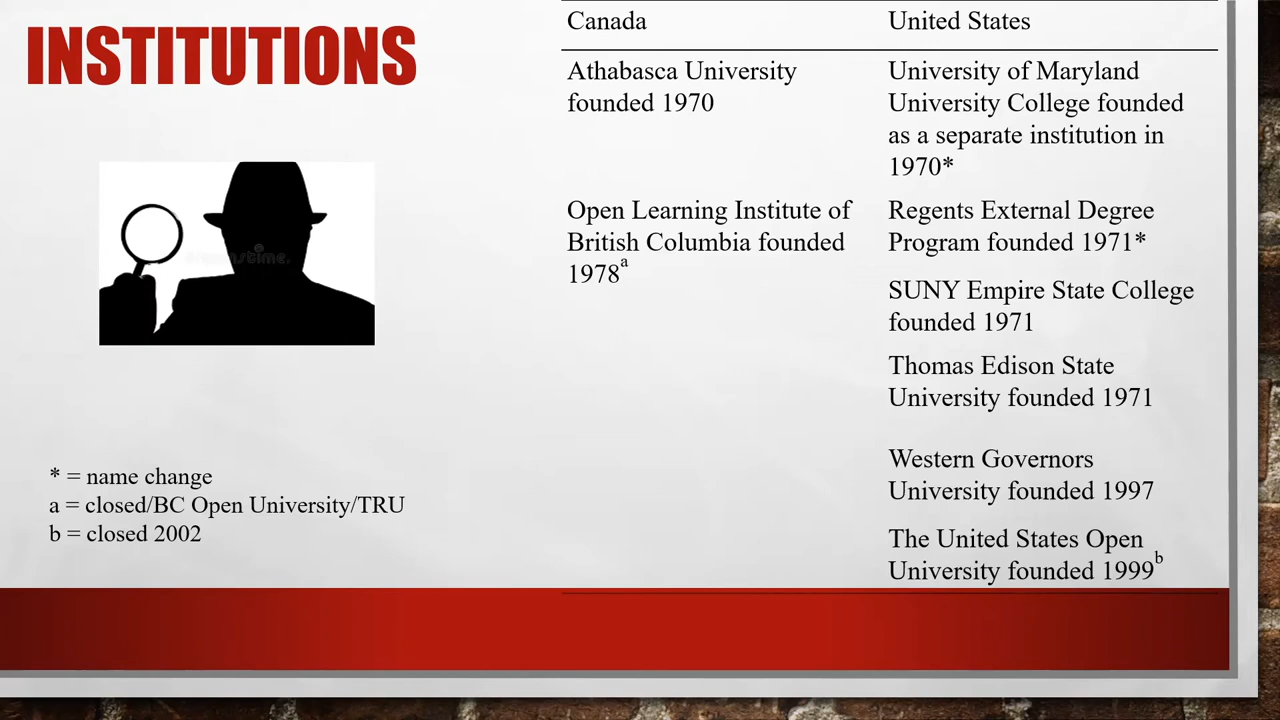 INSTITUTIONS
Canada
United States
Athabasca University
founded 1970
University of Maryland
University College founded
as a separate institution in
1970*
Open Learning Institute of
British Columbia founded
1978a
Regents External Degree
Program founded 1971*
SUNY Empire State College
founded 1971
Thomas Edison State
University founded 1971
Western Governors
University founded 1997
The United States Open
University founded 1999b
* = name change
a = closed/BC Open University/TRU
b = closed 2002